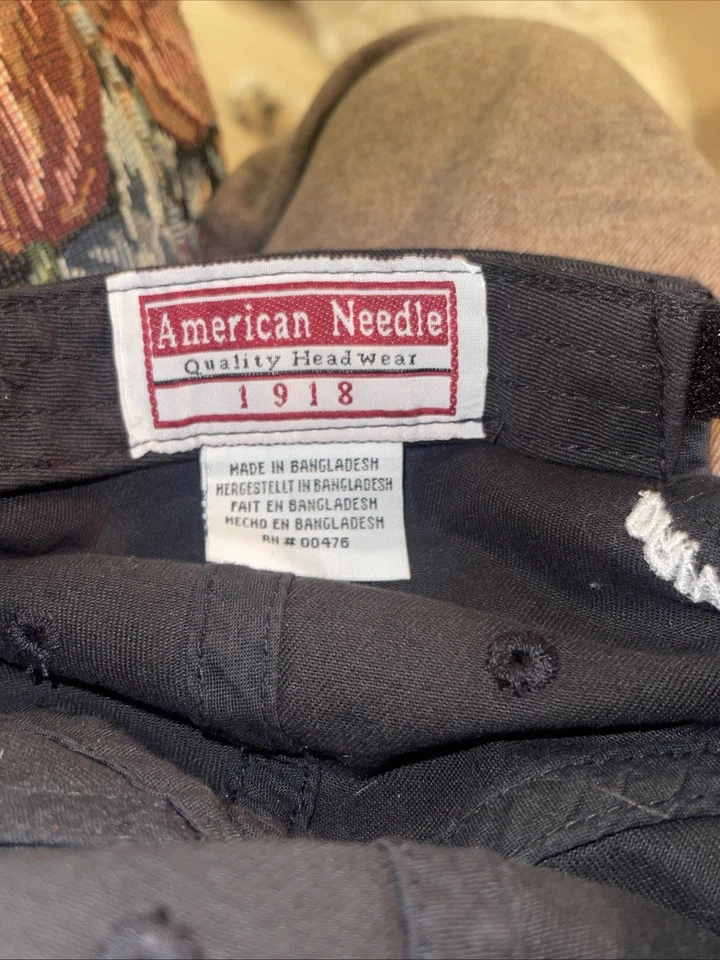 American Needle
Quality Headwear
1918
MADE IN BANGLADESH
HERGESTELLT IN BANGLADESH
FAIT EN BANGLADESH
HECHO EN BANGLADESH
RN # 00476